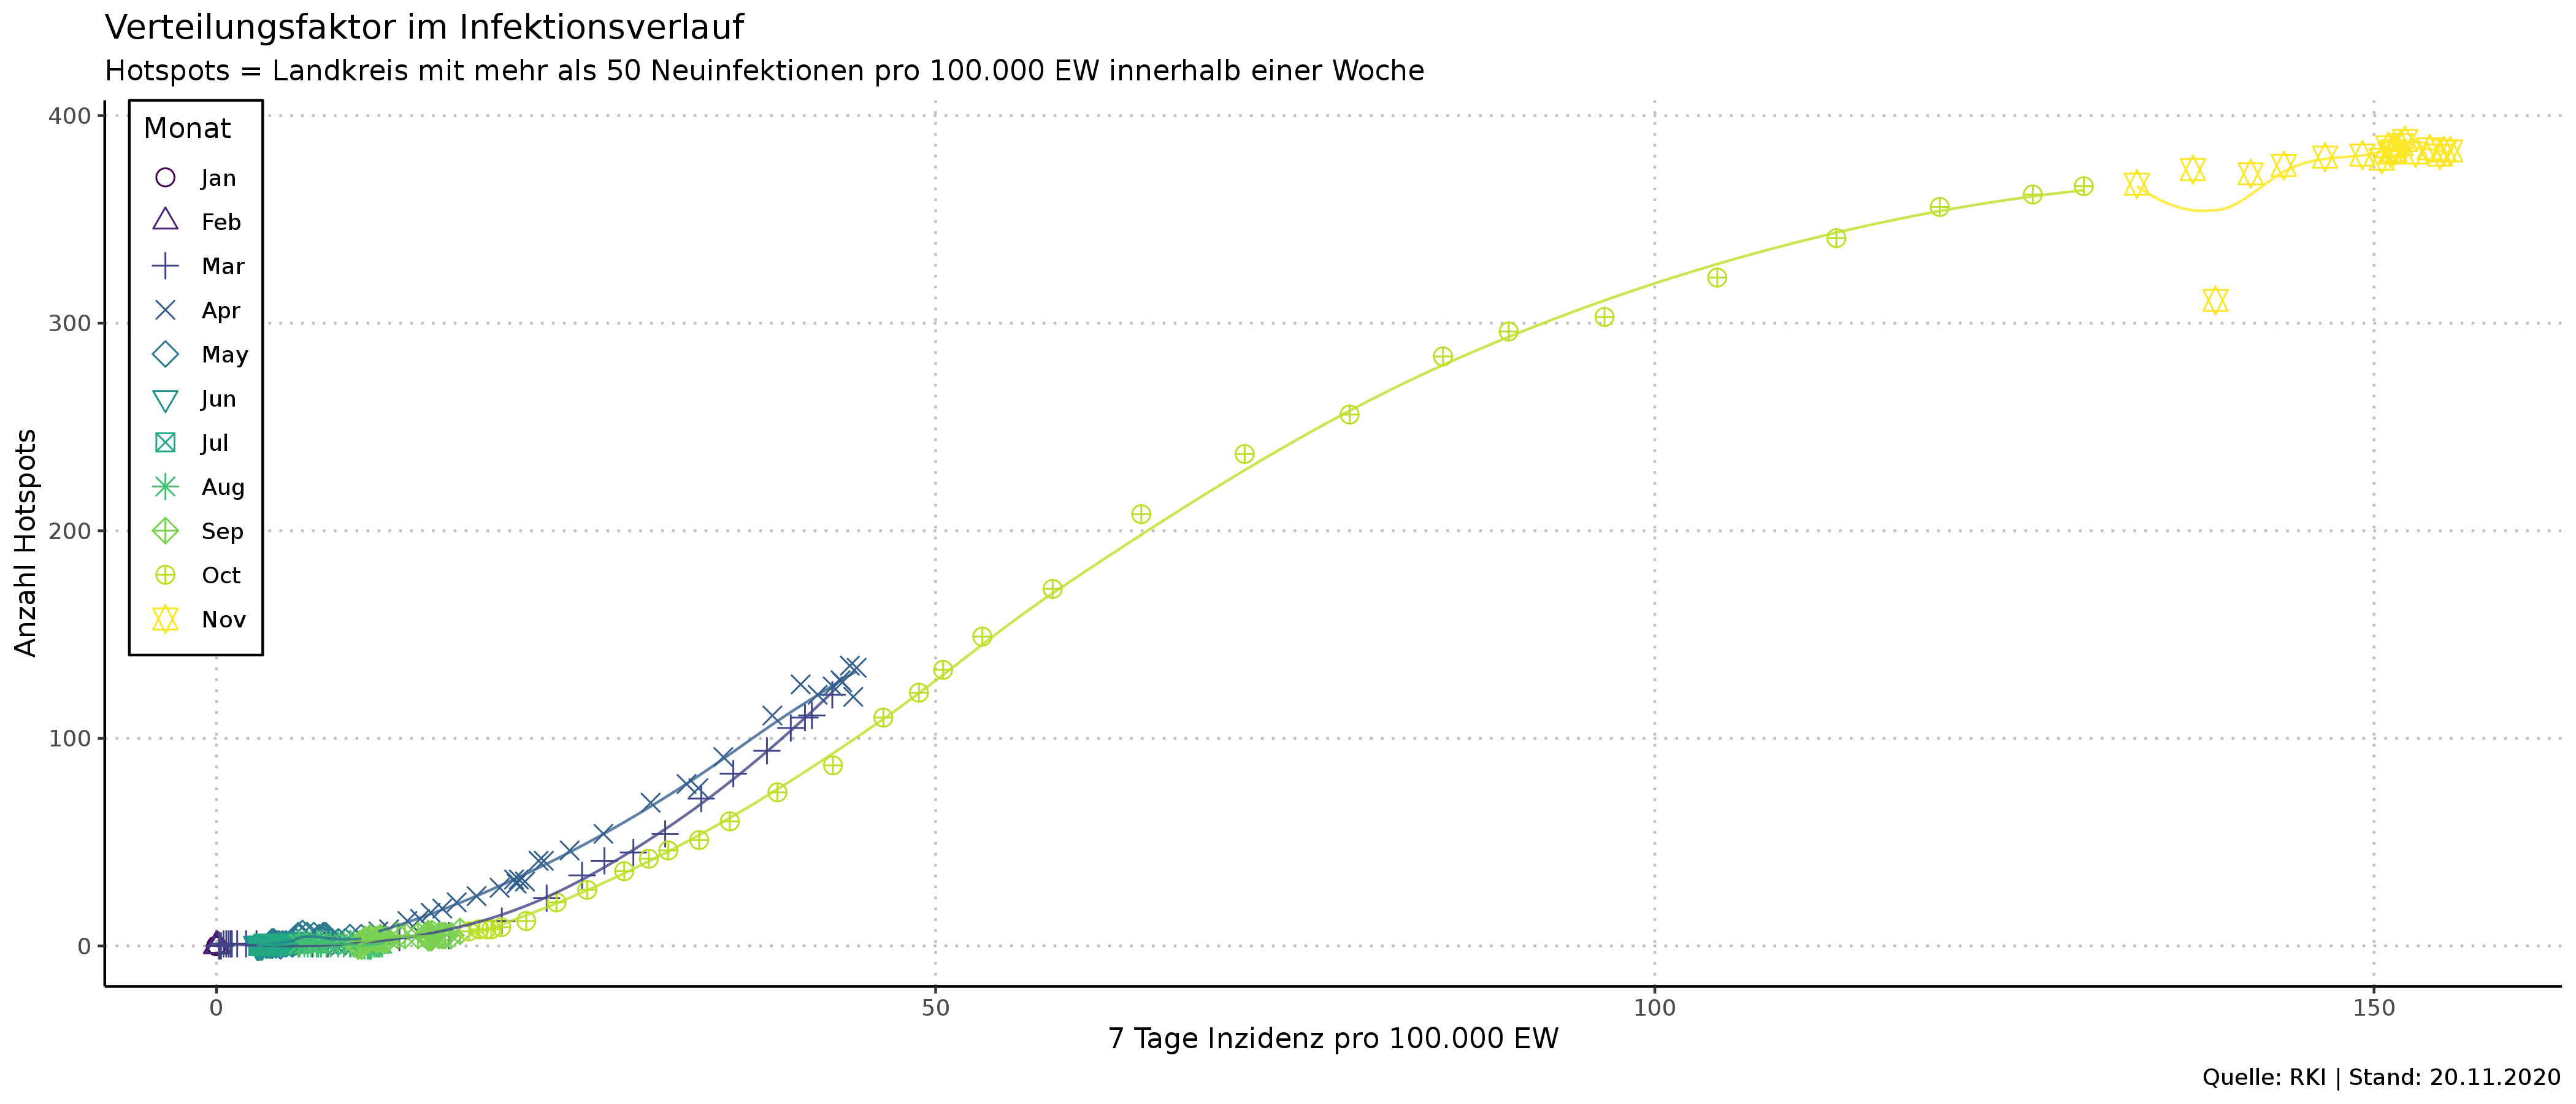 Verteilungsfaktor im Infektionsverlauf
Hotspots = Landkreis mit mehr als 50 Neuinfektionen pro 100.000 EW innerhalb einer Woche
Monat
Jan
Feb
Mar
Apr
May
Jun
Jul
Aug
Sep
Oct
Nov
Anzahl Hotspots
400
300
200
100
0
0
50
100
150
7 Tage Inzidenz pro 100.000 EW
Quelle: RKI | Stand: 20.11.2020